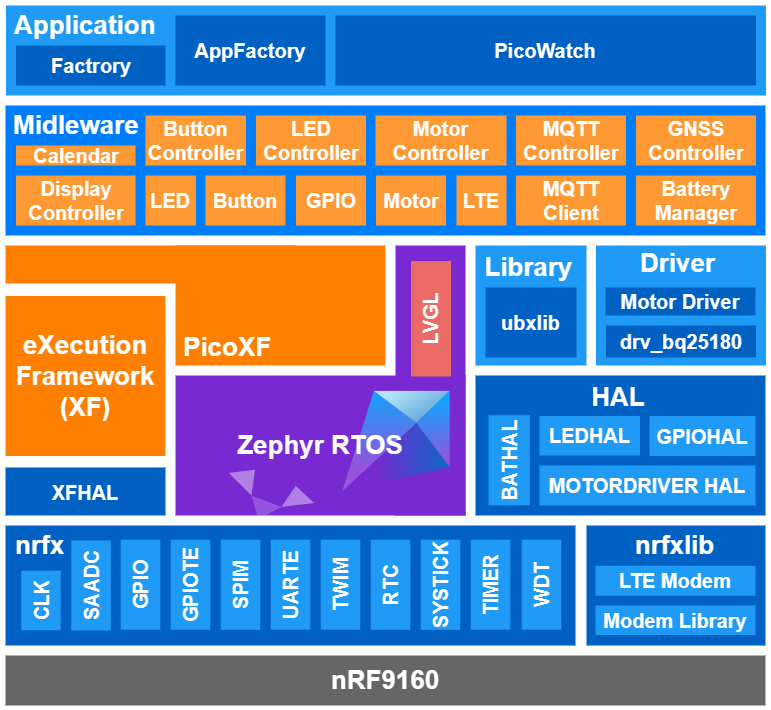 Application
Factrory
AppFactory
PicoWatch
Midleware
Calendar
Button
Controller
LED
Controller
Motor
Controller
MQTT
Controller
GNSS
Controller
Display
Controller
LED
Button
GPIO
Motor
LTE
MQTT
Client
Battery
Manager
eXecution
Framework
(XF)
PicoXF
LVGL
Library
ubxlib
Driver
Motor Driver
drv_bq25180
Zephyr RTOS
HAL
BATHAL
LEDHAL
GPIOHAL
MOTORDRIVER HAL
XFHAL
nrfx
CLK
SAADC
GPIO
GPIOTE
SPIM
UARTE
TWIM
RTC
SYSTICK
TIMER
WDT
nrfxlib
LTE Modem
Modem Library
nRF9160